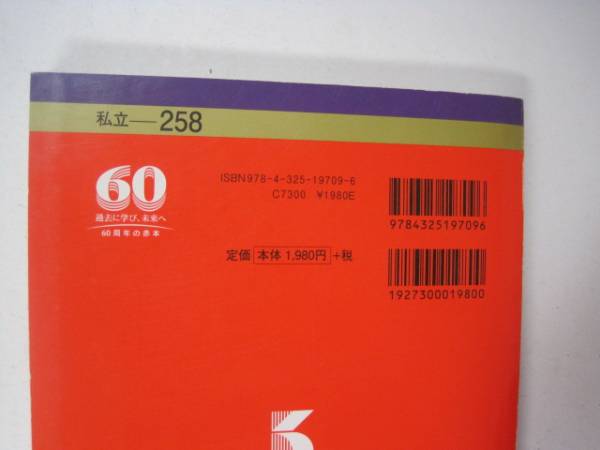 私立―258
60
過去に学び、未来へ
60周年の赤本
ISBN978-4-325-19709-6
C7300 ¥1980E
9784325197096
定価 本体 1,980円 +税
1927300019800